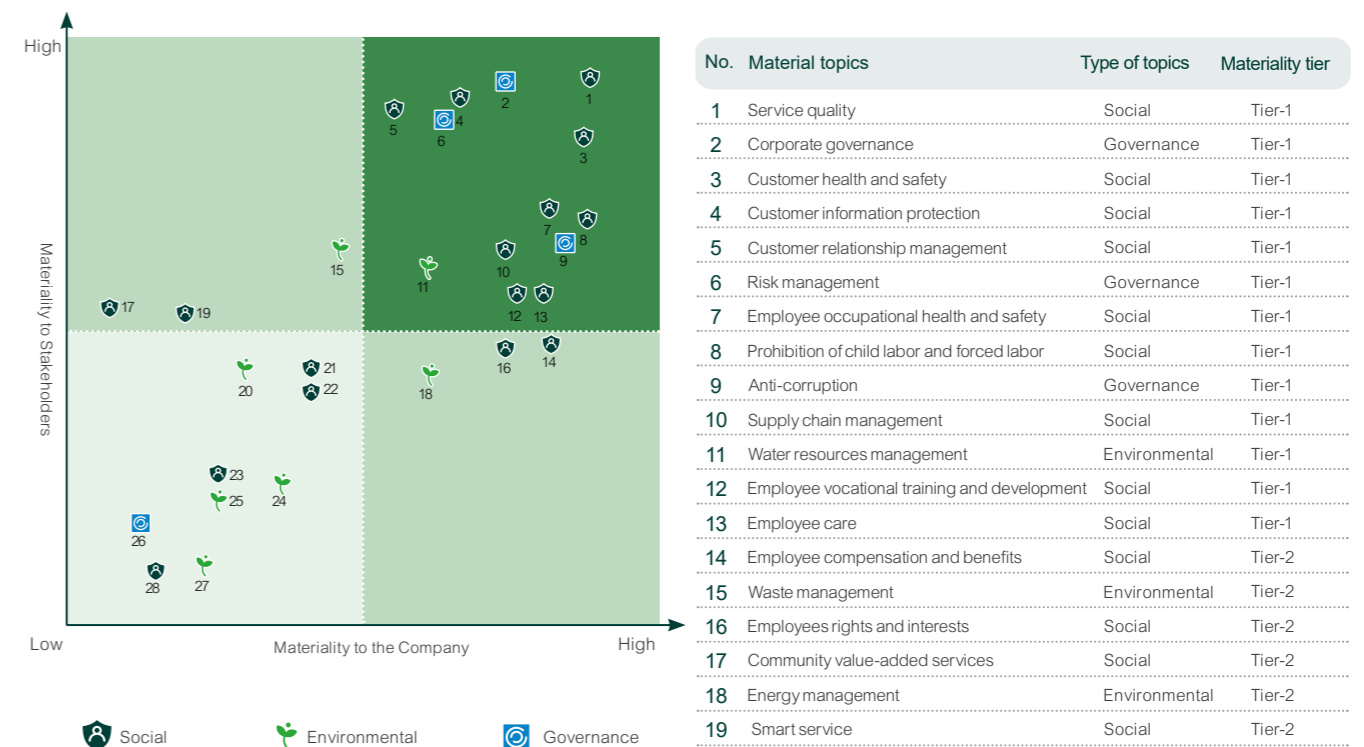 High
1
2
4
5
6
3
7
8
9
10
15
11
12
13
17
19
16
14
18
20
21
22
23
24
25
26
27
28
Materiality to Stakeholders
Low
Materiality to the Company
High
Social
Environmental
Governance
No. Material topics Type of topics Materiality tier
1 Service quality Social Tier-1
2 Corporate governance Governance Tier-1
3 Customer health and safety Social Tier-1
4 Customer information protection Social Tier-1
5 Customer relationship management Social Tier-1
6 Risk management Governance Tier-1
7 Employee occupational health and safety Social Tier-1
8 Prohibition of child labor and forced labor Social Tier-1
9 Anti-corruption Governance Tier-1
10 Supply chain management Social Tier-1
11 Water resources management Environmental Tier-1
12 Employee vocational training and development Social Tier-1
13 Employee care Social Tier-1
14 Employee compensation and benefits Social Tier-2
15 Waste management Environmental Tier-2
16 Employees rights and interests Social Tier-2
17 Community value-added services Social Tier-2
18 Energy management Environmental Tier-2
19 Smart service Social Tier-2